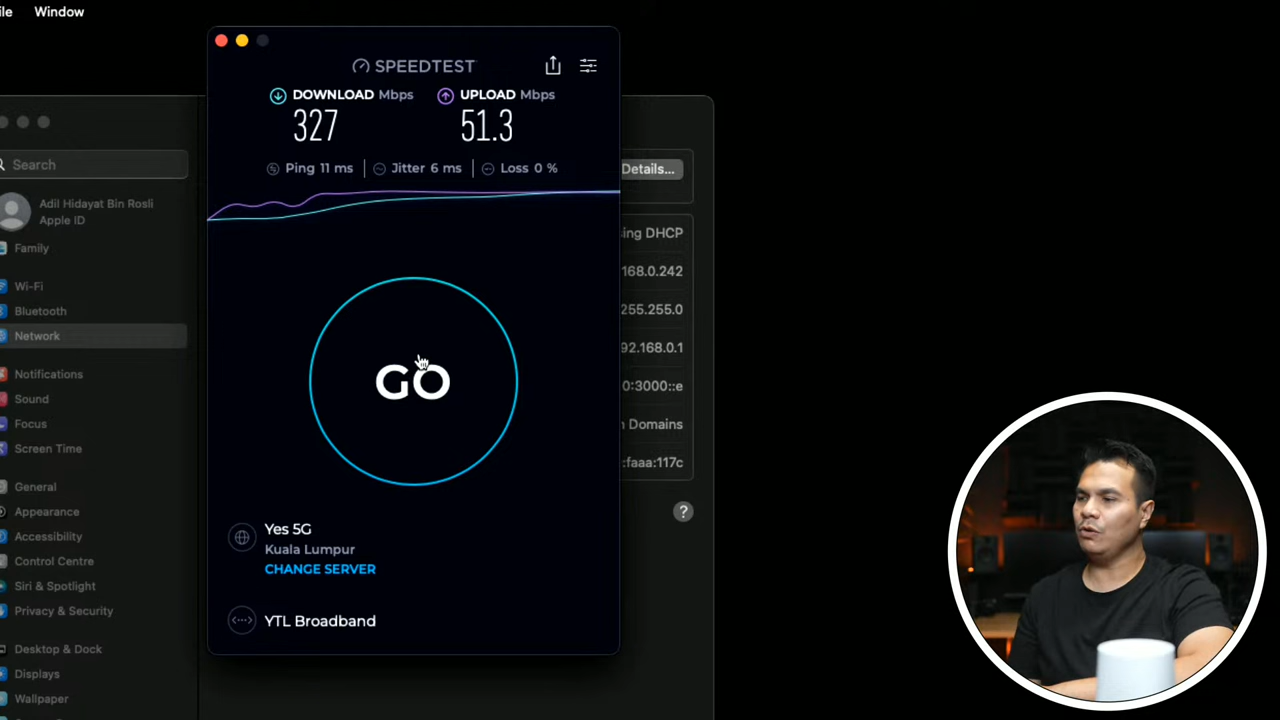 ile Window
SPEEDTEST
DOWNLOAD Mbps UPLOAD Mbps
327 51.3
Ping 11 ms Jitter 6 ms Loss 0 %
Search
Details...
Adil Hidayat Bin Rosli
Apple ID
Family
Wi-Fi
Bluetooth
Network
Notifications
Sound
Focus
Screen Time
General
Appearance
Accessibility
Control Centre
Siri & Spotlight
Privacy & Security
Desktop & Dock
Displays
Wallpaper
ing DHCP
168.0.242
255.255.0
92.168.0.1
0:3000::e
n Domains
:faaa:117c
?
GO
Yes 5G
Kuala Lumpur
CHANGE SERVER
YTL Broadband